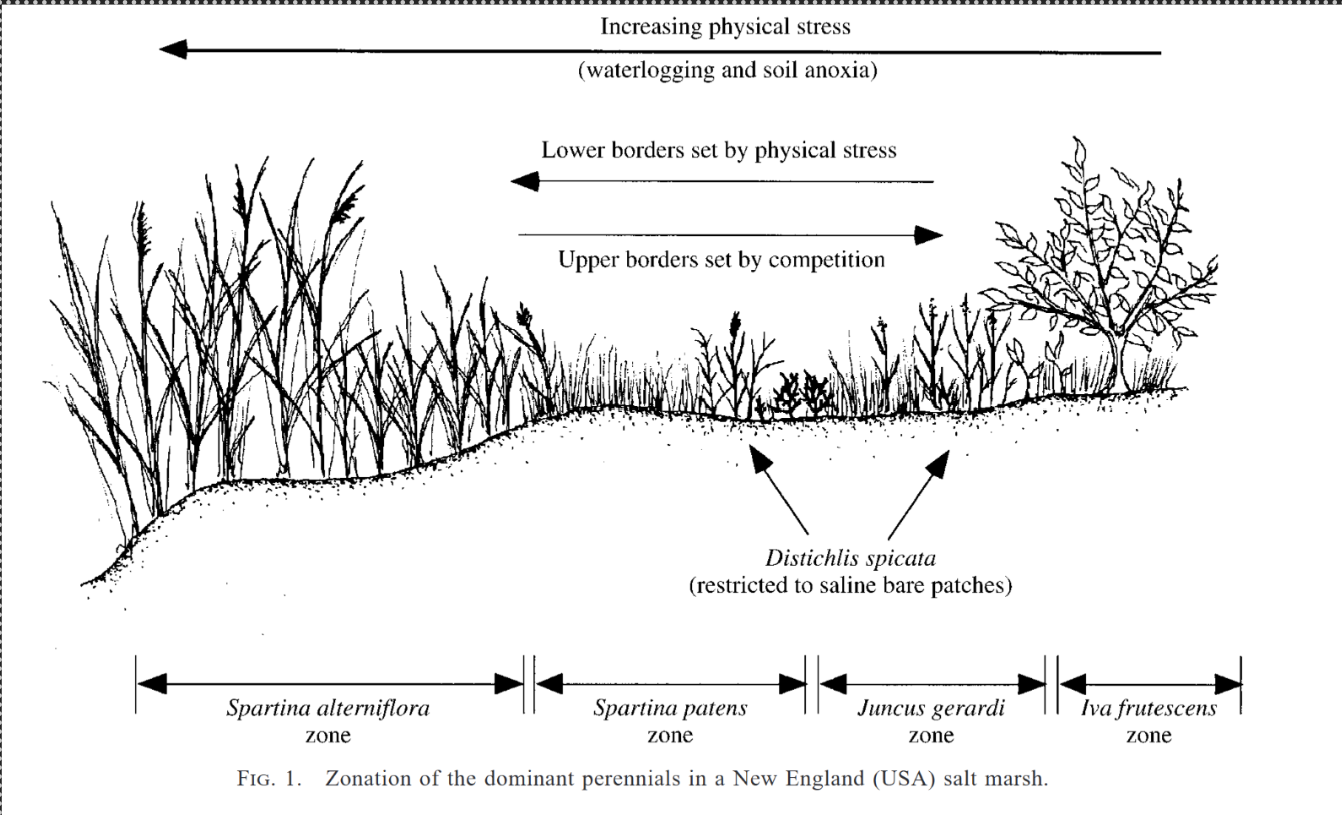 Increasing physical stress
(waterlogging and soil anoxia)
Lower borders set by physical stress
Upper borders set by competition
Distichlis spicata
(restricted to saline bare patches)
Spartina alterniflora
zone
Spartina patens
zone
Juncus gerardi
zone
Iva frutescens
zone
FIG. 1. Zonation of the dominant perennials in a New England (USA) salt marsh.